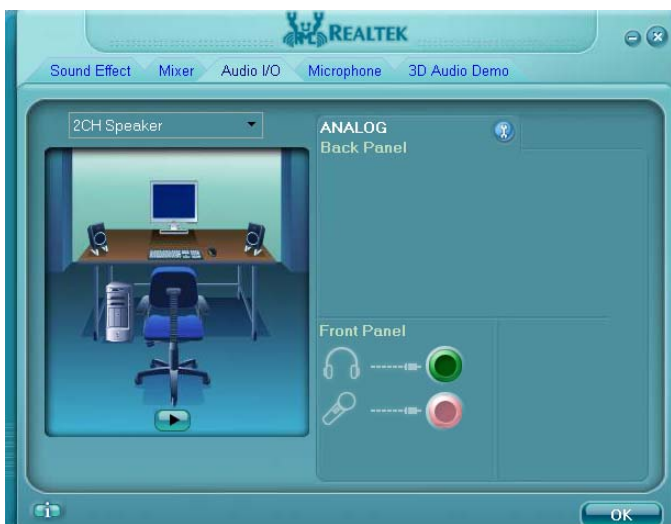 REALTEK
Sound Effect Mixer Audio I/O Microphone 3D Audio Demo
2CH Speaker
ANALOG
Back Panel
Front Panel
i
OK